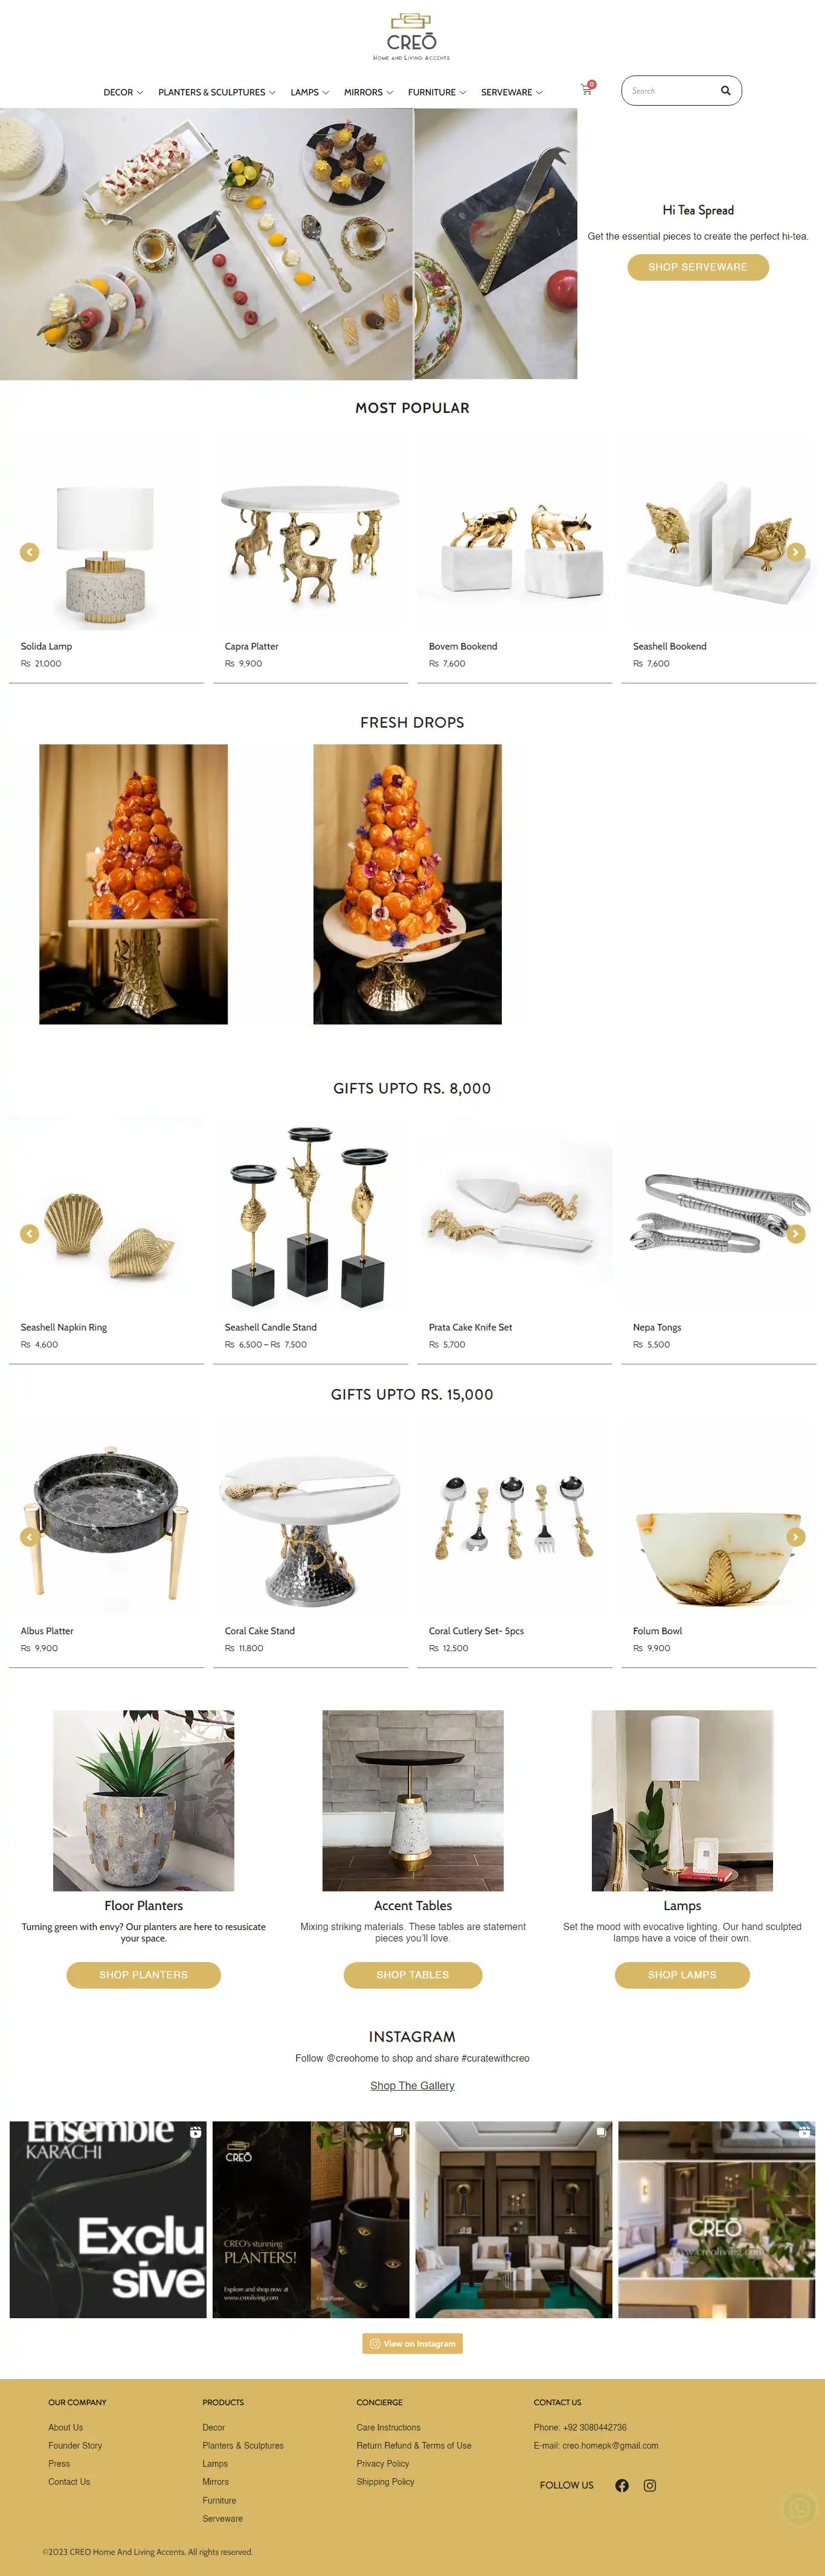 CREŌ
HOME AND LIVING ACCENTS
DECOR PLANTERS & SCULPTURES LAMPS MIRRORS FURNITURE SERVEWARE 0 Search
Hi Tea Spread
Get the essential pieces to create the perfect hi-tea.
SHOP SERVEWARE
MOST POPULAR
Solida Lamp
₨ 21,000
Capra Platter
₨ 9,900
Bovem Bookend
₨ 7,600
Seashell Bookend
₨ 7,600
FRESH DROPS
GIFTS UPTO RS. 8,000
Seashell Napkin Ring
₨ 4,600
Seashell Candle Stand
₨ 6,500 – ₨ 7,500
Prata Cake Knife Set
₨ 5,700
Nepa Tongs
₨ 5,500
GIFTS UPTO RS. 15,000
Albus Platter
₨ 9,900
Coral Cake Stand
₨ 11,800
Coral Cutlery Set- 5pcs
₨ 12,500
Folum Bowl
₨ 9,900
Floor Planters
Turning green with envy? Our planters are here to resusicate
your space.
SHOP PLANTERS
Accent Tables
Mixing striking materials. These tables are statement
pieces you'll love.
SHOP TABLES
Lamps
Set the mood with evocative lighting. Our hand sculpted
lamps have a voice of their own.
SHOP LAMPS
INSTAGRAM
Follow @creohome to shop and share #curatewithcreo
Shop The Gallery
Ensemble
KARACHI
Exclu
sive
CREŌ
CREO's stunning
PLANTERS!
Explore and shop now at
www.creoliving.com
CREŌ
www.creoliving.com
View on Instagram
OUR COMPANY
About Us
Founder Story
Press
Contact Us
PRODUCTS
Decor
Planters & Sculptures
Lamps
Mirrors
Furniture
Serveware
CONCIERGE
Care Instructions
Return Refund & Terms of Use
Privacy Policy
Shipping Policy
CONTACT US
Phone: +92 3080442736
E-mail: creo.homepk@gmail.com
FOLLOW US
©2023 CREO Home And Living Accents. All rights reserved.